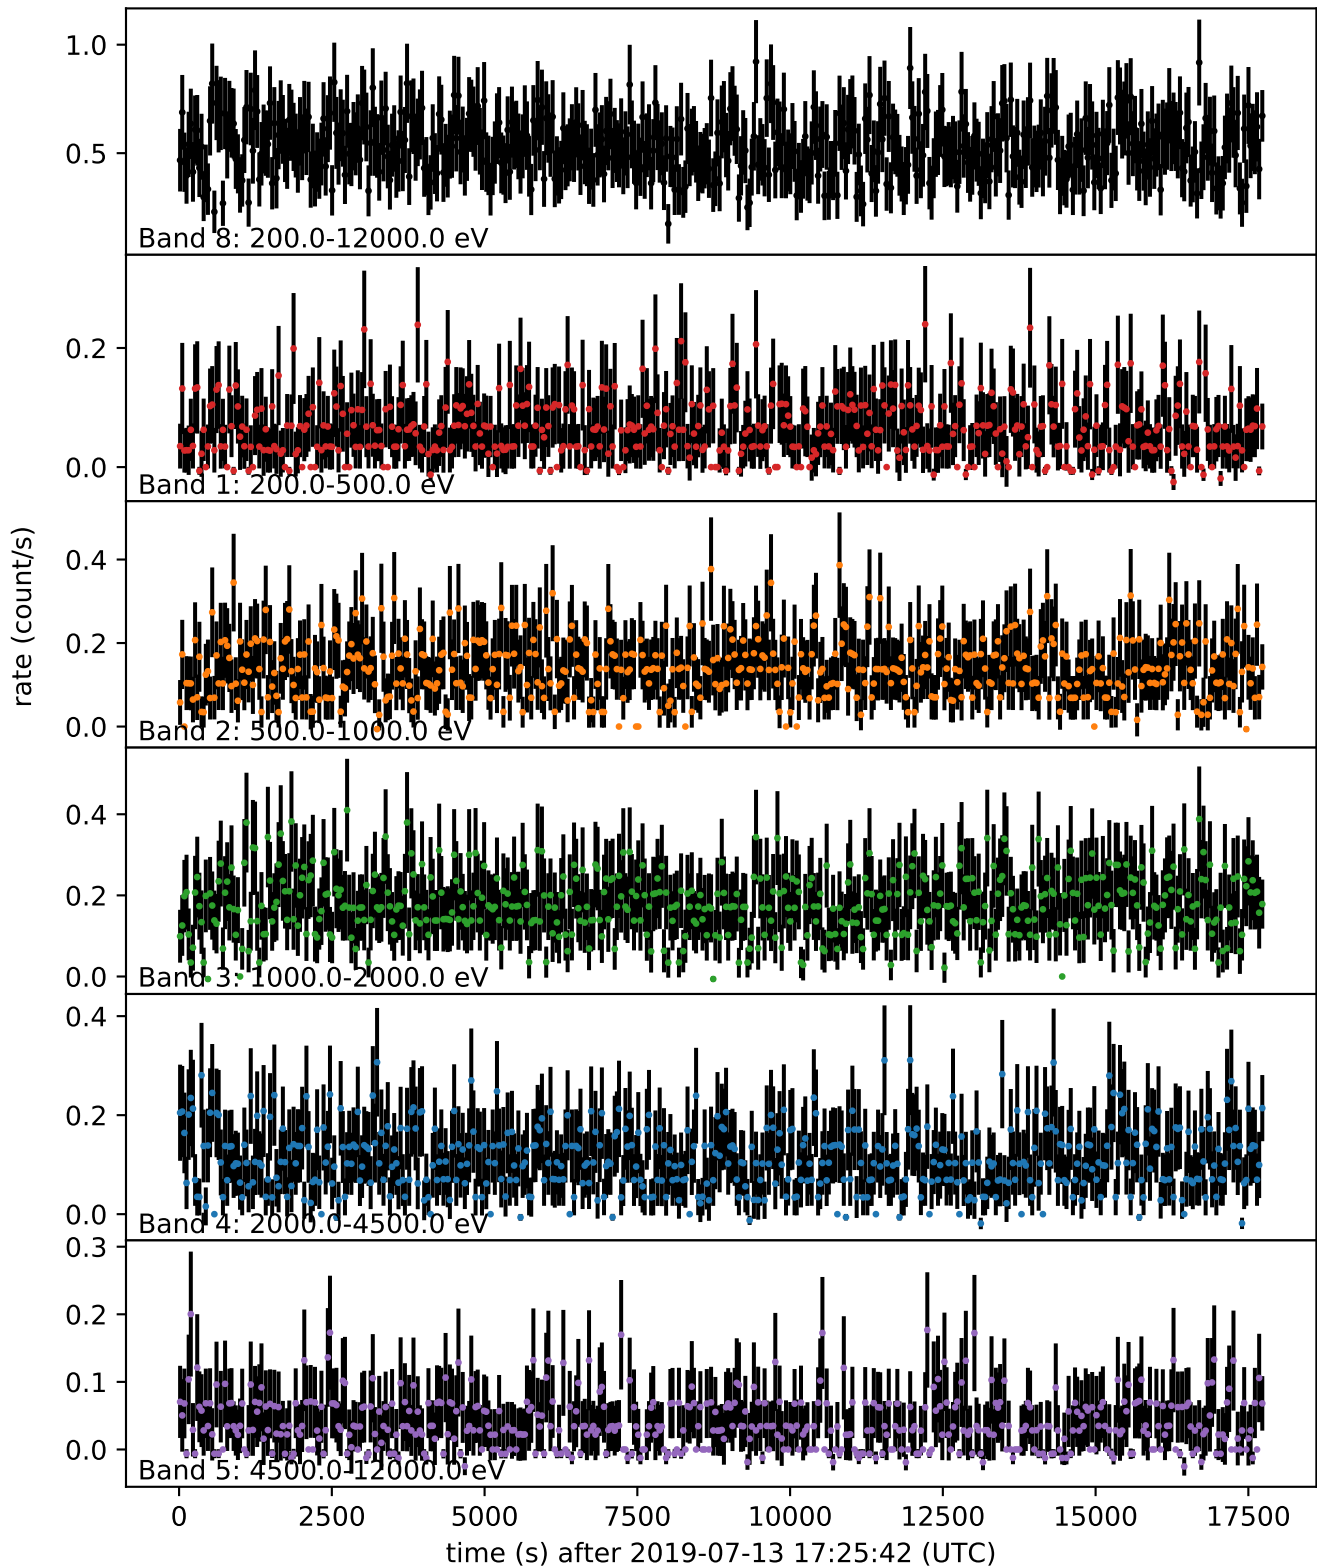 1.0
0.5
Band 8: 200.0-12000.0 eV
0.2
0.0
Band 1: 200.0-500.0 eV
0.4
0.2
0.0
Band 2: 500.0-1000.0 eV
rate (count/s)
0.4
0.2
0.0
Band 3: 1000.0-2000.0 eV
0.4
0.2
0.0
Band 4: 2000.0-4500.0 eV
0.3
0.2
0.1
0.0
Band 5: 4500.0-12000.0 eV
0 2500 5000 7500 10000 12500 15000 17500
time (s) after 2019-07-13 17:25:42 (UTC)